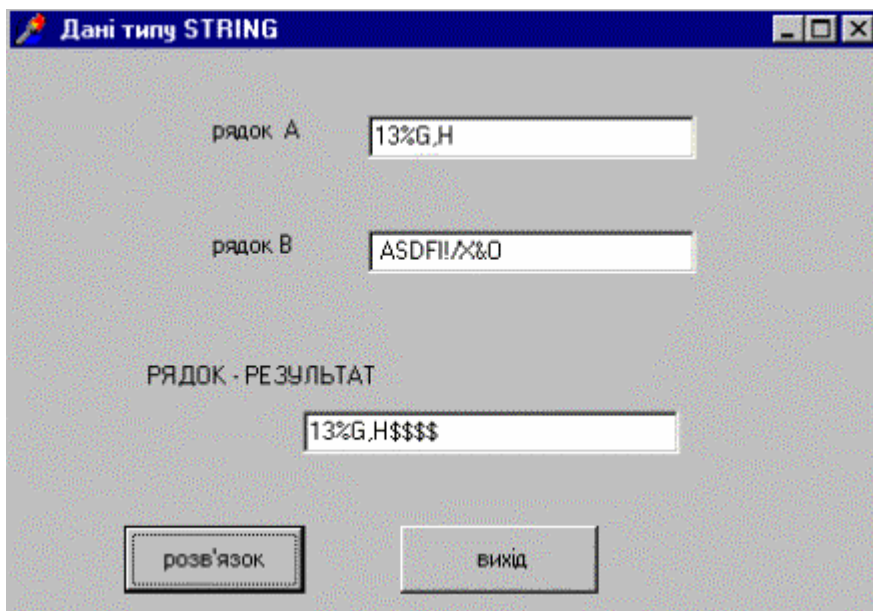 Дані типу STRING
рядок A
13%G,H
рядок B
ASDFI!/X&O
РЯДОК - РЕЗУЛЬТАТ
13%G,H$$$$
розв'язок
вихід